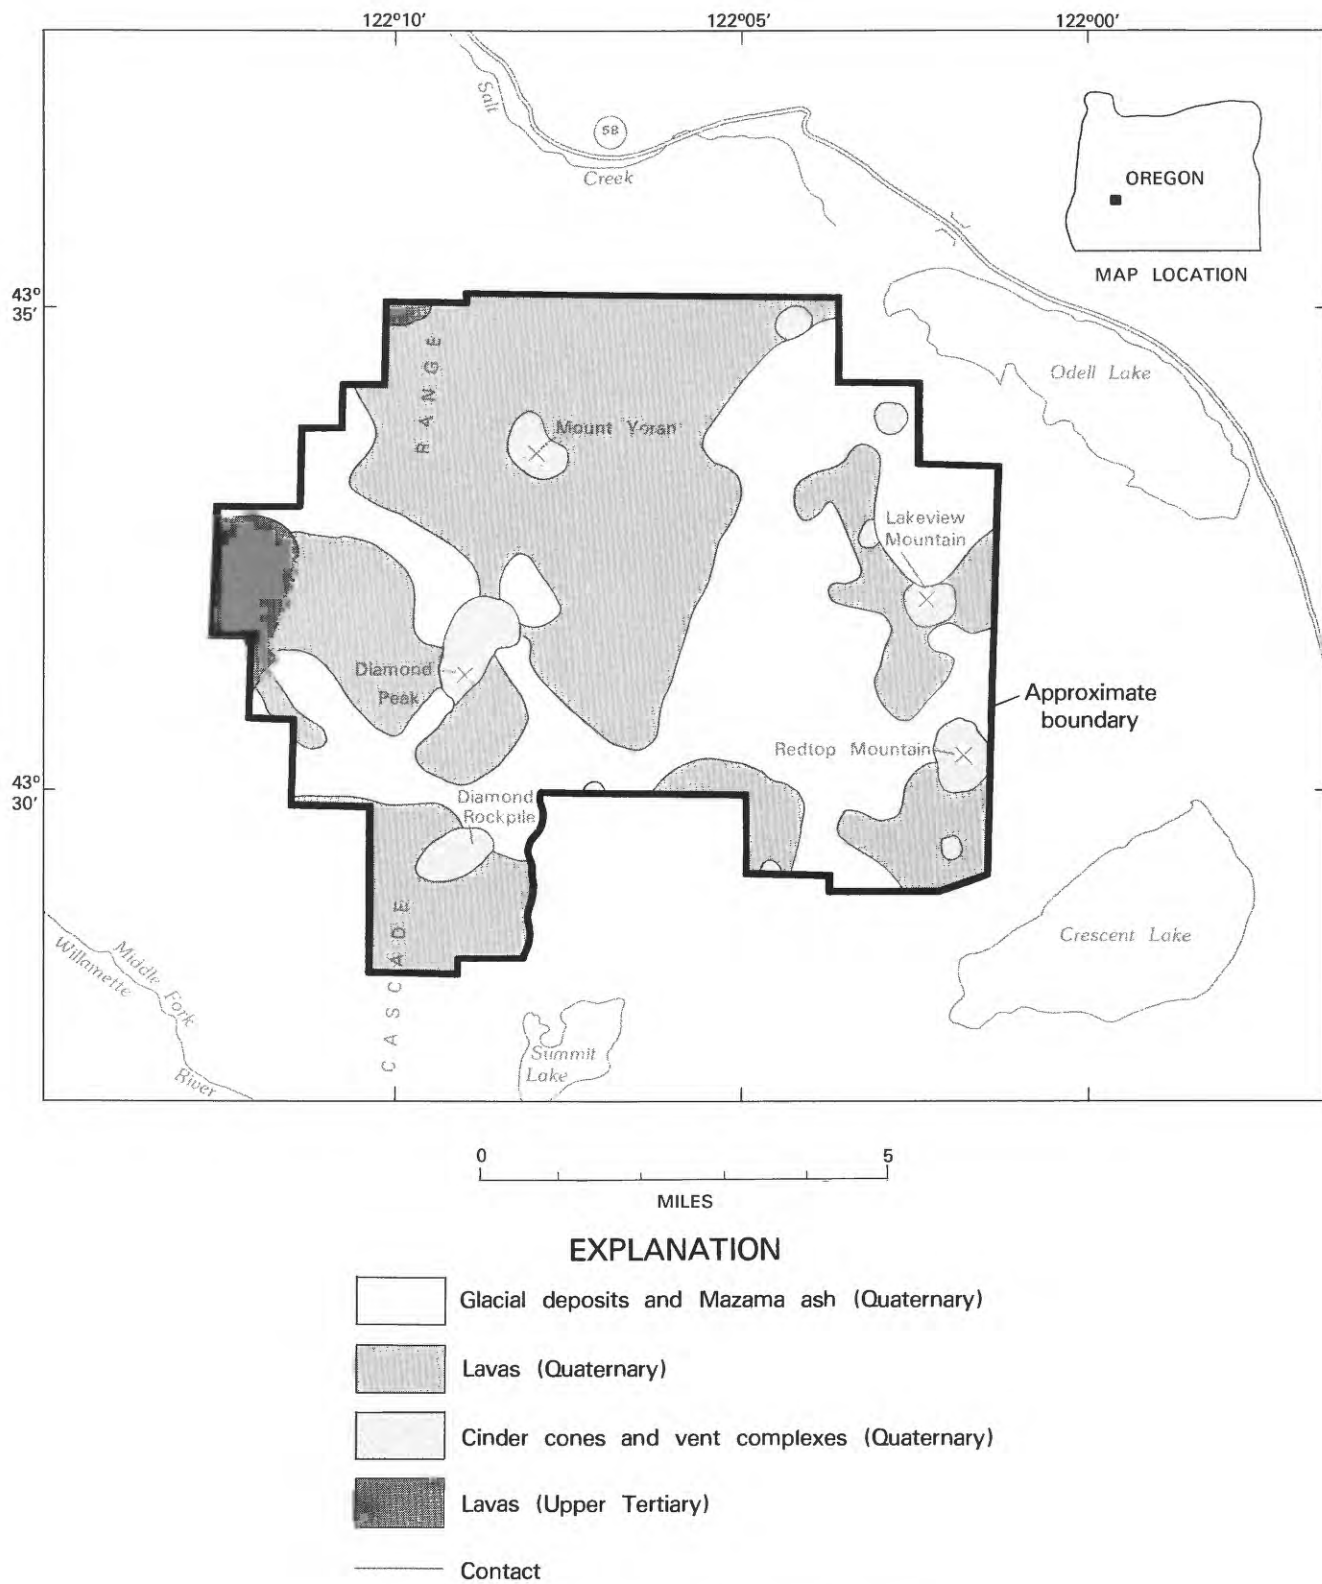 122°10′
122°05′
122°00′
Salt
58
Creek
OREGON
MAP LOCATION
43°
35′
Odell Lake
RANGE
Mount Yoran
Lakeview
Mountain
Diamond
Peak
Approximate
boundary
Redtop Mountain
43°
30′
Diamond
Rockpile
CASCADE
Crescent Lake
Middle Fork
Willamette
River
Summit
Lake
0
5
MILES
EXPLANATION
Glacial deposits and Mazama ash (Quaternary)
Lavas (Quaternary)
Cinder cones and vent complexes (Quaternary)
Lavas (Upper Tertiary)
Contact